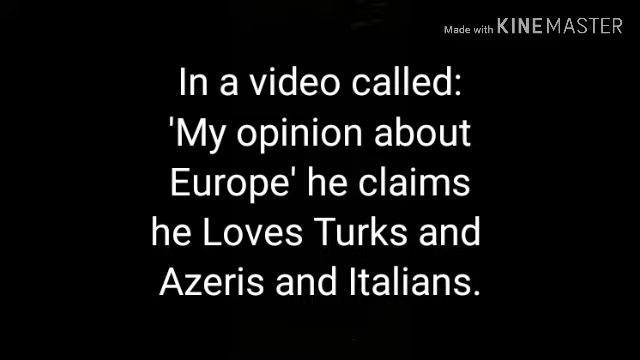 Made with KINEMASTER
In a video called:
'My opinion about
Europe' he claims
he Loves Turks and
Azeris and Italians.